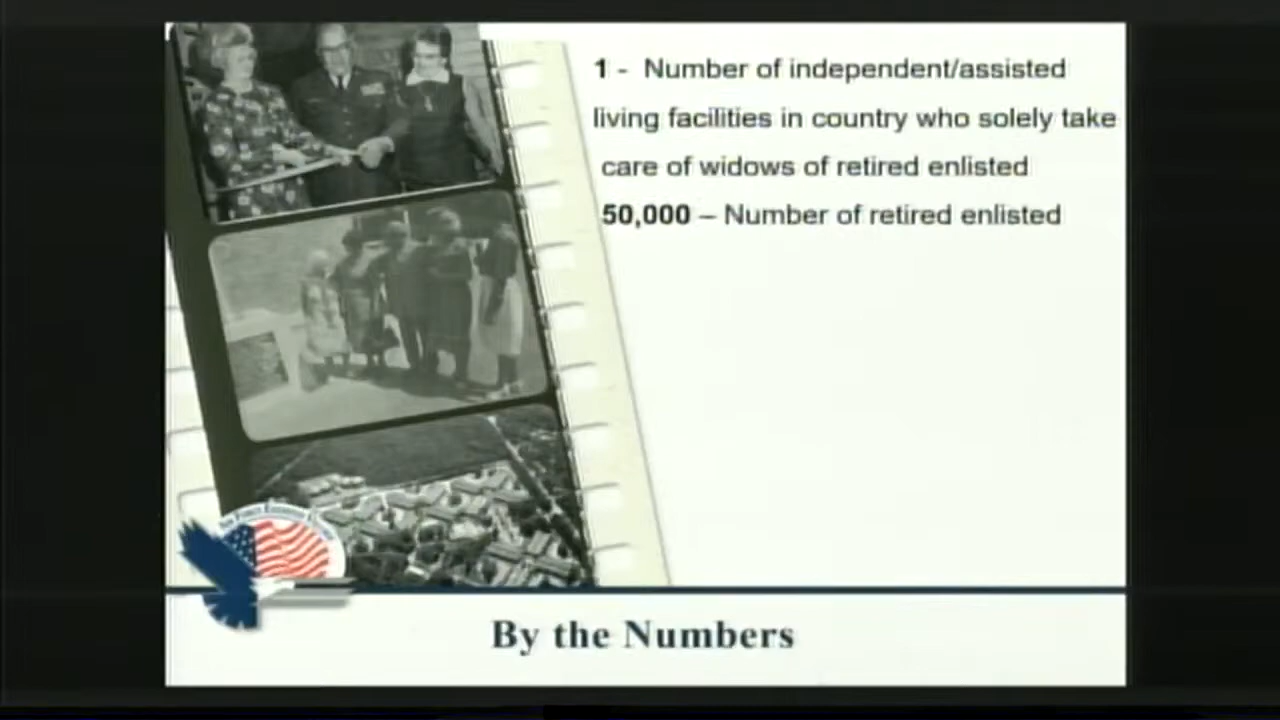 1 - Number of independent/assisted
living facilities in country who solely take
care of widows of retired enlisted
50,000 – Number of retired enlisted
By the Numbers